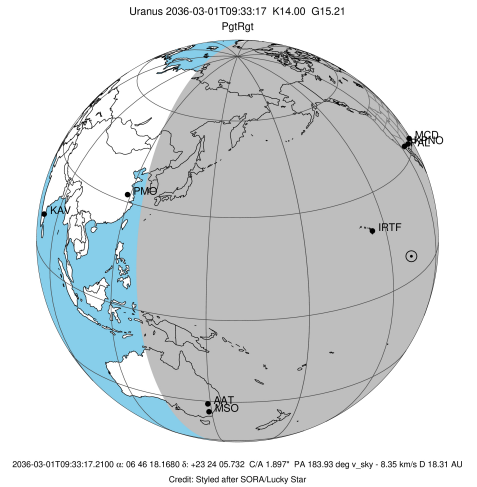 Uranus 2036-03-01T09:33:17 K14.00 G15.21
PgtRgt
MCD
KPNO
PAL
PMO
KAV
IRTF
AAT
MSO
2036-03-01T09:33:17.2100 α: 06 46 18.1680 δ: +23 24 05.732 C/A 1.897" PA 183.93 deg v_sky - 8.35 km/s D 18.31 AU
Credit: Styled after SORA/Lucky Star